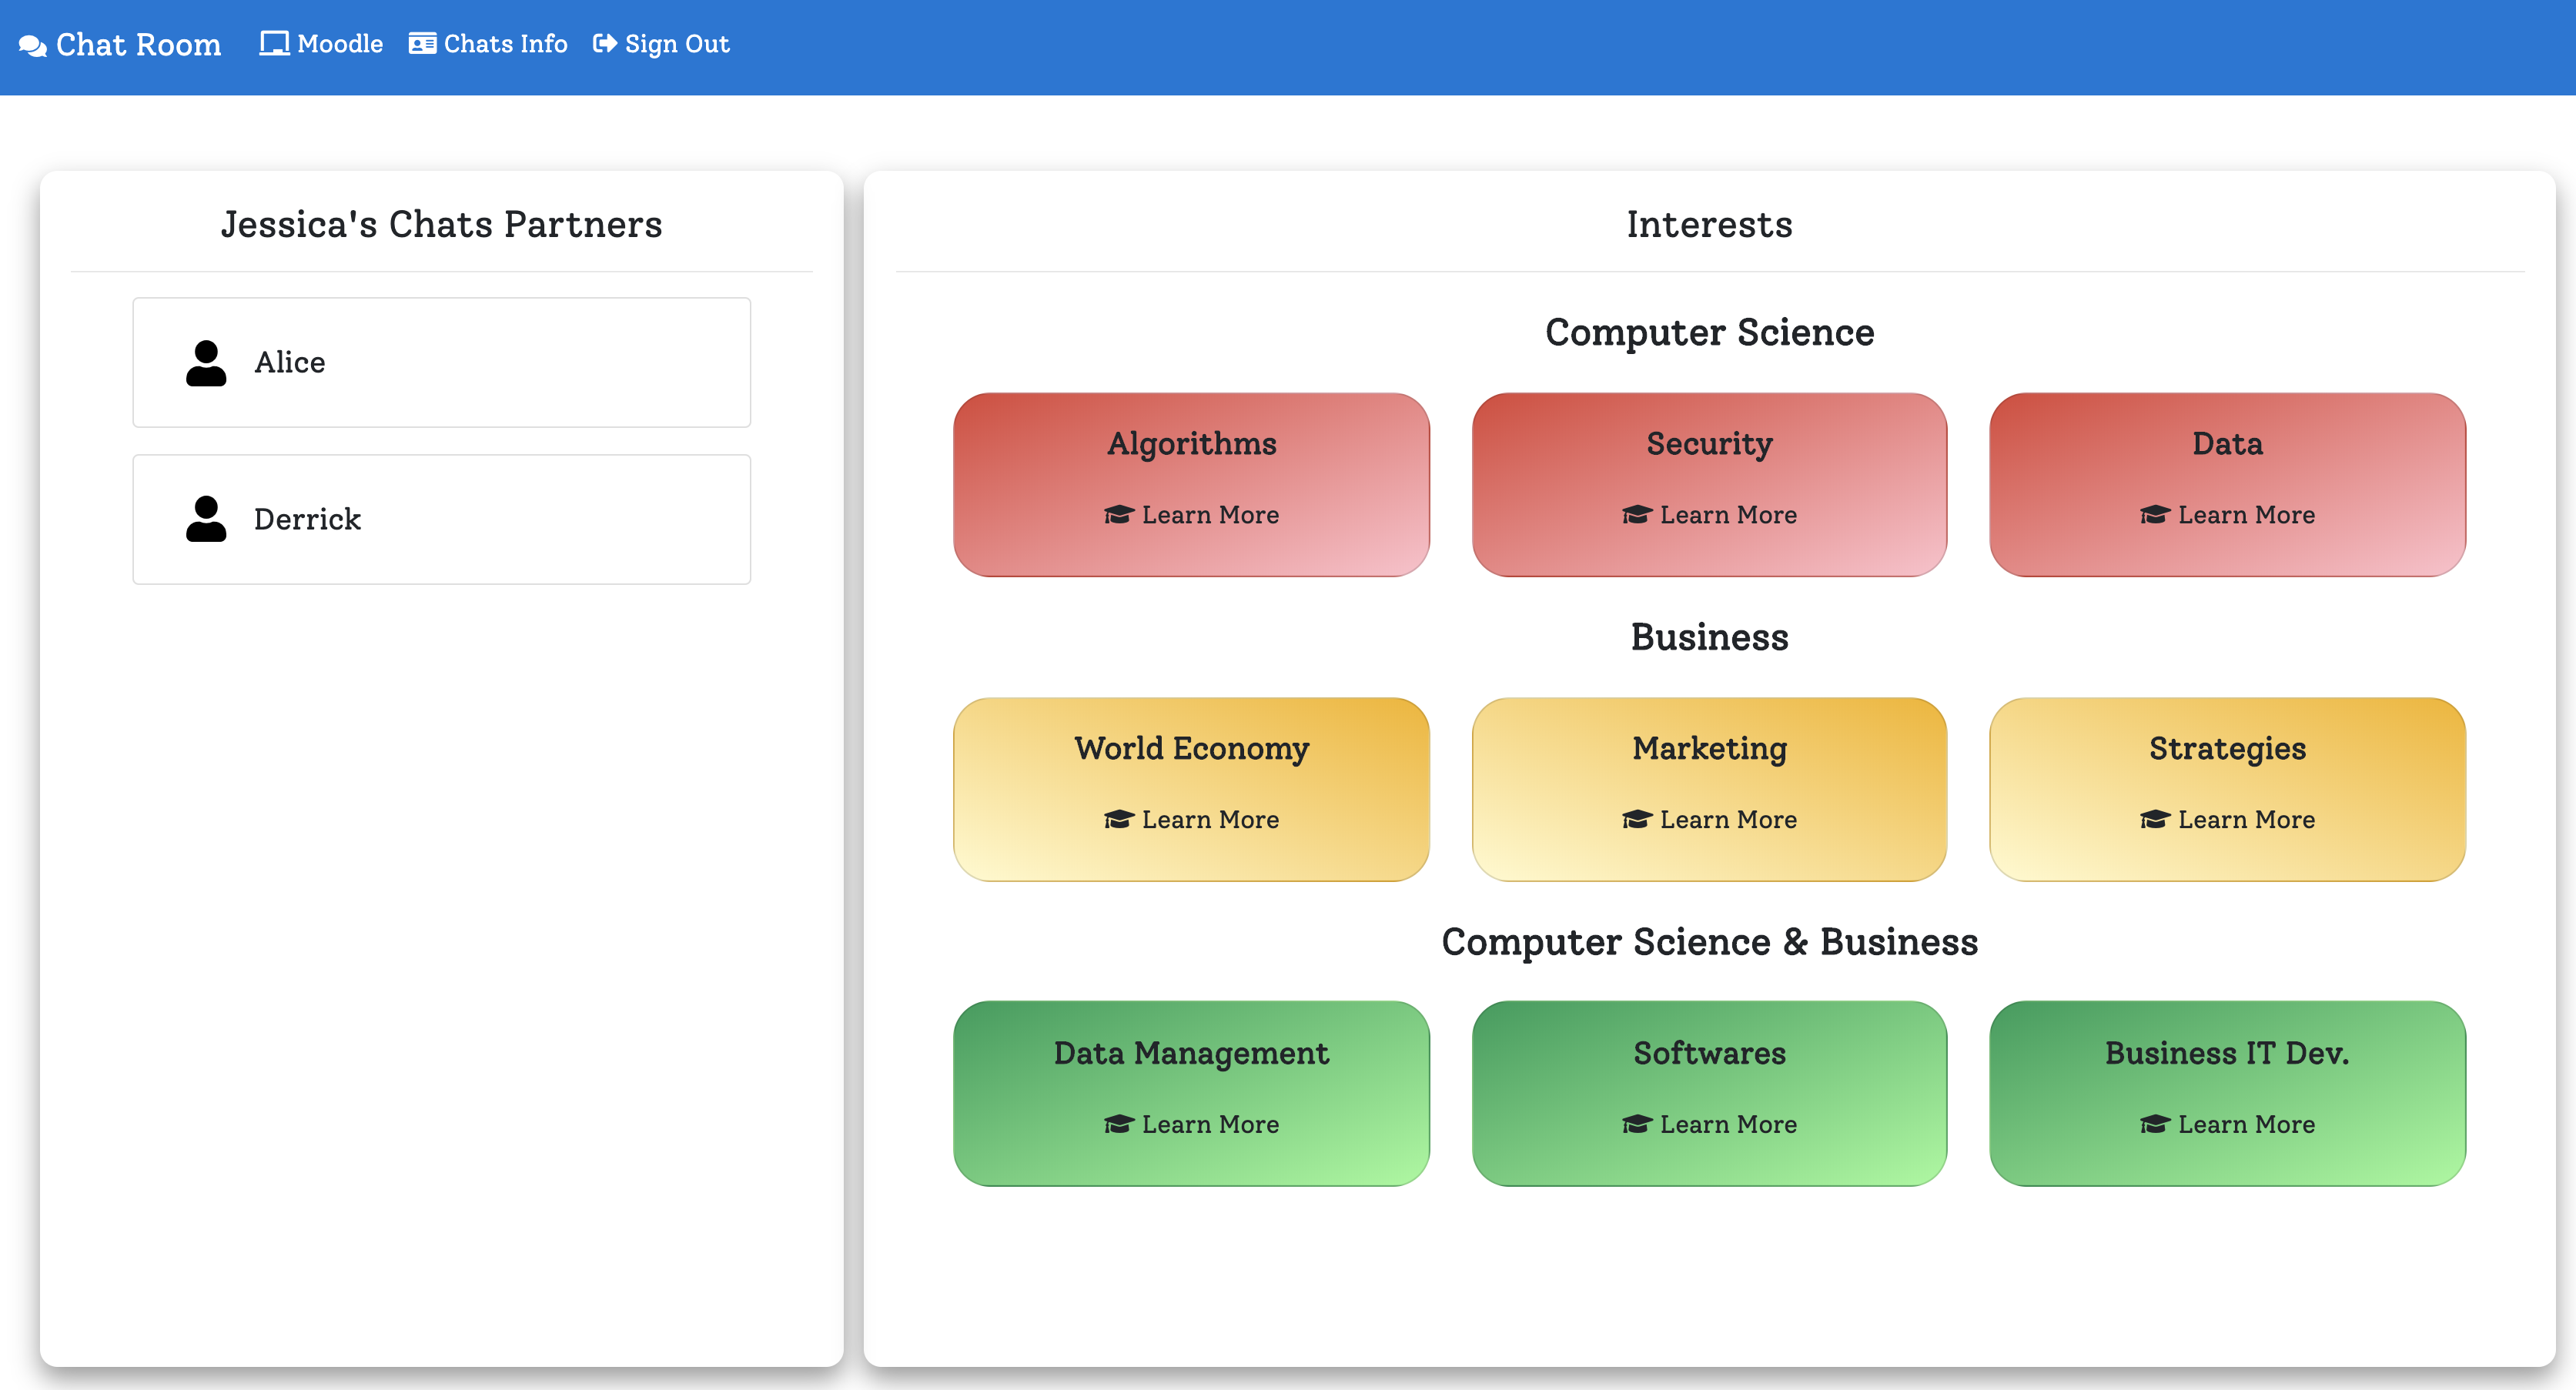 Chat Room Moodle Chats Info Sign Out
Jessica's Chats Partners
Alice
Derrick
Interests
Computer Science
Algorithms Security Data
Learn More Learn More Learn More
Business
World Economy Marketing Strategies
Learn More Learn More Learn More
Computer Science & Business
Data Management Softwares Business IT Dev.
Learn More Learn More Learn More